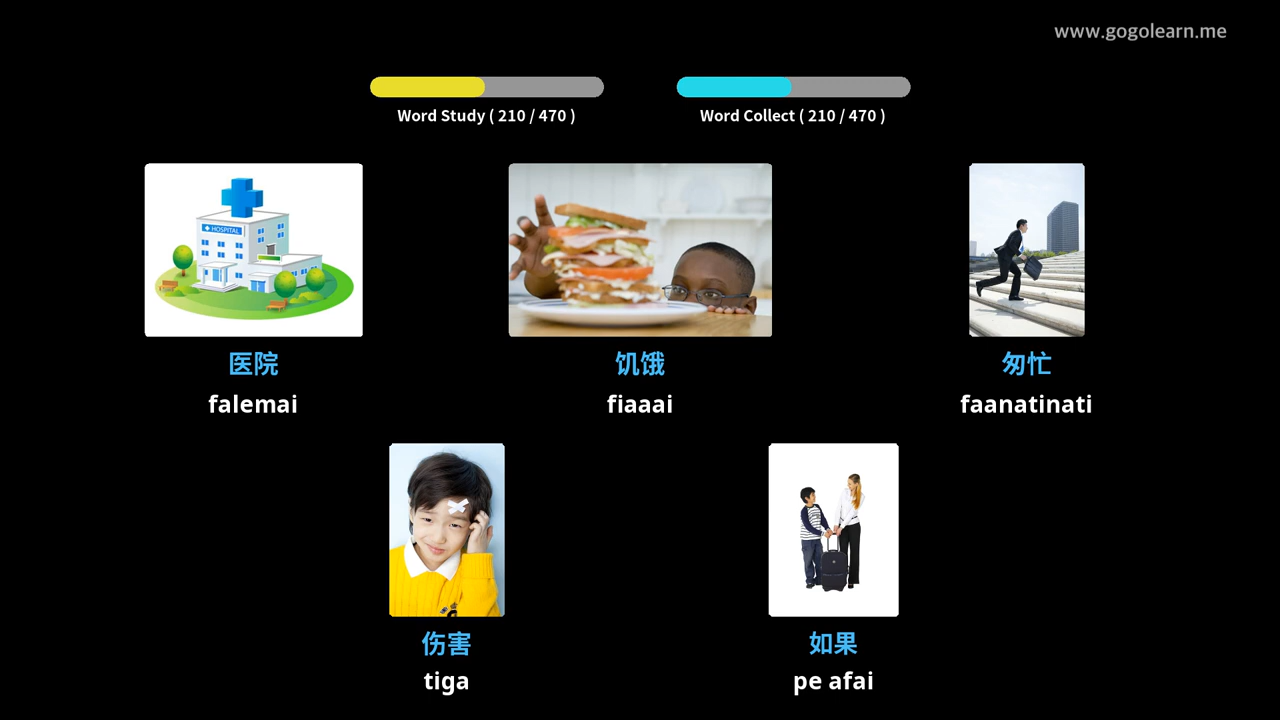 www.gogolearn.me
Word Study ( 210 / 470 )
Word Collect ( 210 / 470 )
HOSPITAL
医院
饥饿
匆忙
falemai
fiaaai
faanatinati
伤害
如果
tiga
pe afai